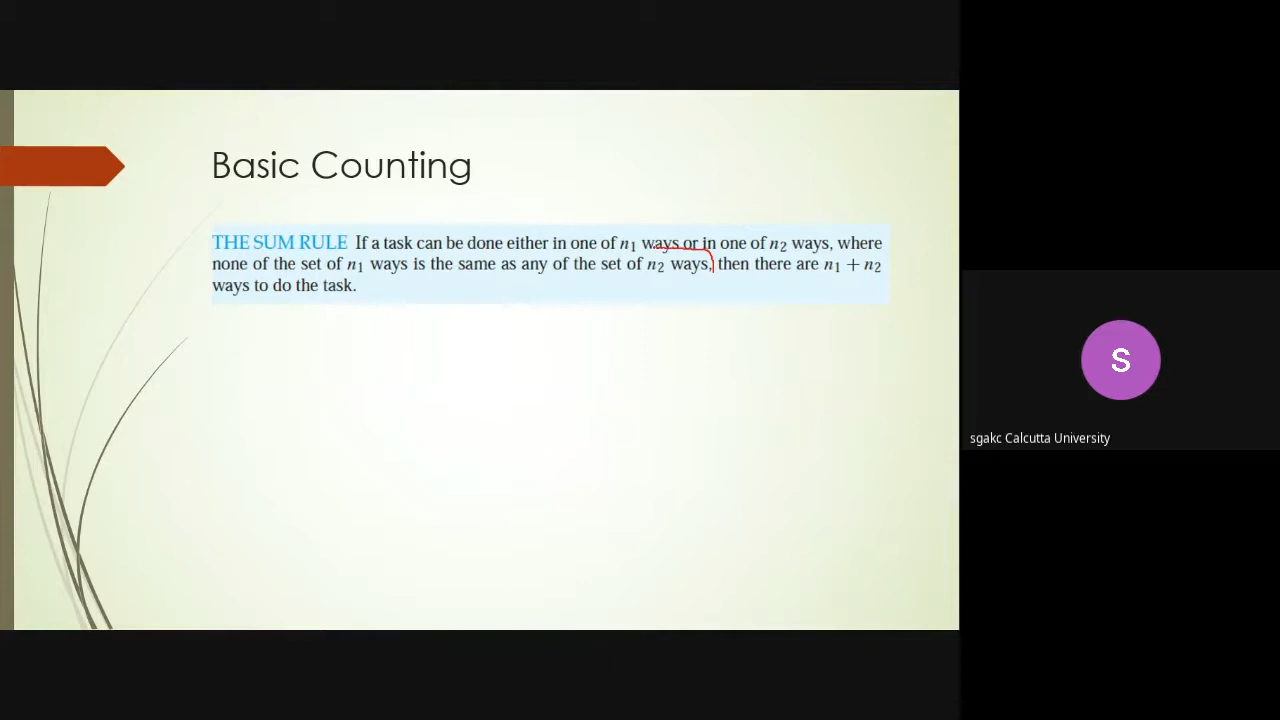 Basic Counting
THE SUM RULE If a task can be done either in one of n₁ ways or in one of n₂ ways, where
none of the set of n₁ ways is the same as any of the set of n₂ ways, then there are n₁ + n₂
ways to do the task.
S
sgakc Calcutta University